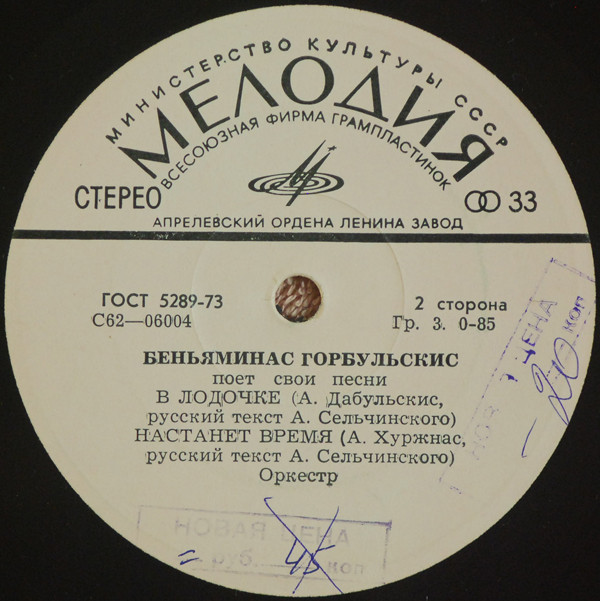 МИНИСТЕРСТВО КУЛЬТУРЫ СССР
МЕЛОДИЯ
ВСЕСОЮЗНАЯ ФИРМА ГРАМПЛАСТИНОК
СТЕРЕО
33
АПРЕЛЕВСКИЙ ОРДЕНА ЛЕНИНА ЗАВОД
ГОСТ 5289-73
2 сторона
С62—06004
Гр. 3. 0-85
БЕНЬЯМИНАС ГОРБУЛЬСКИС
поет свои песни
В ЛОДОЧКЕ (А. Дабульскис,
русский текст А. Сельчинского)
НАСТАНЕТ ВРЕМЯ (А. Хуржнас,
русский текст А. Сельчинского)
Оркестр
ЦЕНА
—20 коп
НОВАЯ ЦЕНА
= руб. 45 коп